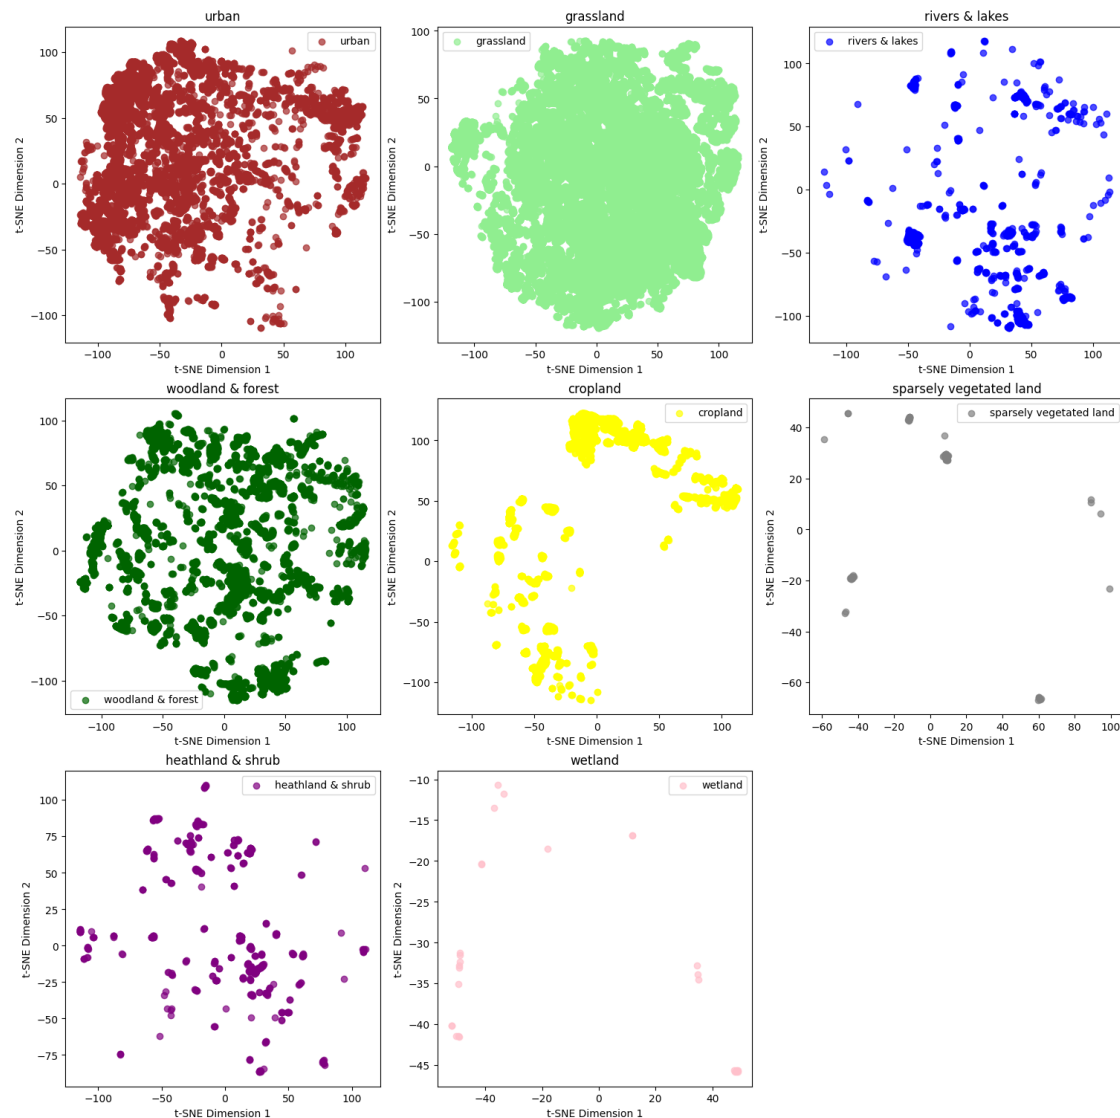 urban
urban
t-SNE Dimension 2
100
50
0
−50
−100
−100
−50
0
50
100
t-SNE Dimension 1
grassland
grassland
t-SNE Dimension 2
100
50
0
−50
−100
−100
−50
0
50
100
t-SNE Dimension 1
rivers & lakes
rivers & lakes
t-SNE Dimension 2
100
50
0
−50
−100
−100
−50
0
50
100
t-SNE Dimension 1
woodland & forest
woodland & forest
t-SNE Dimension 2
100
50
0
−50
−100
−100
−50
0
50
100
t-SNE Dimension 1
cropland
cropland
t-SNE Dimension 2
100
50
0
−50
−100
−100
−50
0
50
100
t-SNE Dimension 1
sparsely vegetated land
sparsely vegetated land
t-SNE Dimension 2
40
20
0
−20
−40
−60
−60
−40
−20
0
20
40
60
80
100
t-SNE Dimension 1
heathland & shrub
heathland & shrub
t-SNE Dimension 2
100
75
50
25
0
−25
−50
−75
−100
−50
0
50
100
t-SNE Dimension 1
wetland
wetland
t-SNE Dimension 2
−10
−15
−20
−25
−30
−35
−40
−45
−40
−20
0
20
40
t-SNE Dimension 1